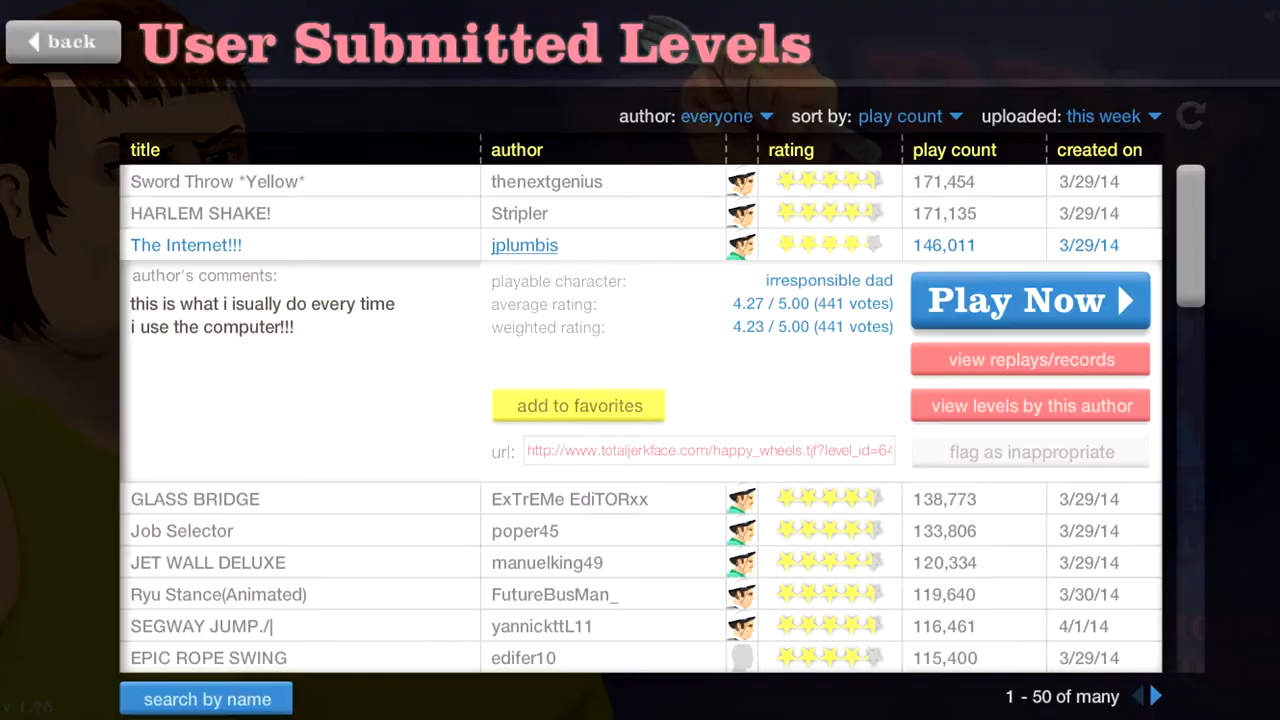 back
User Submitted Levels
author: everyone sort by: play count uploaded: this week
title author rating play count created on
Sword Throw *Yellow* thenextgenius 171,454 3/29/14
HARLEM SHAKE! Stripler 171,135 3/29/14
The Internet!!! jplumbis 146,011 3/29/14
author's comments:
this is what i isually do every time
i use the computer!!!
playable character: irresponsible dad
average rating: 4.27 / 5.00 (441 votes)
weighted rating: 4.23 / 5.00 (441 votes)
Play Now
view replays/records
add to favorites
view levels by this author
url: http://www.totaljerkface.com/happy_wheels.tjf?level_id=64
flag as inappropriate
GLASS BRIDGE ExTrEMe EdiTORxx 138,773 3/29/14
Job Selector poper45 133,806 3/29/14
JET WALL DELUXE manuelking49 120,334 3/29/14
Ryu Stance(Animated) FutureBusMan_ 119,640 3/30/14
SEGWAY JUMP./| yannickttL11 116,461 4/1/14
EPIC ROPE SWING edifer10 115,400 3/29/14
search by name
1 - 50 of many